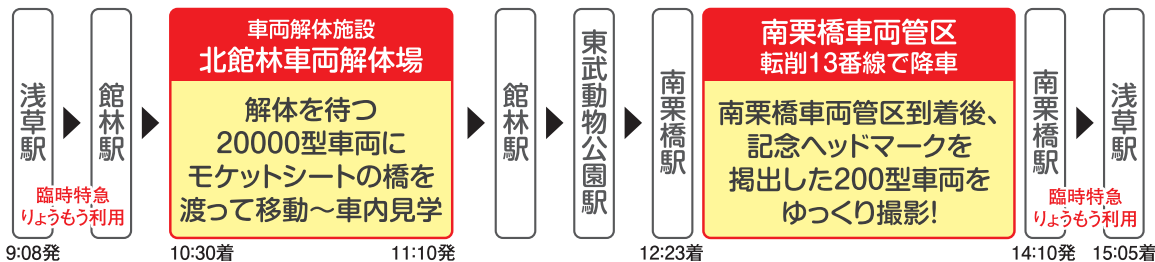 浅草駅
館林駅
臨時特急
りょうもう利用
9:08発
車両解体施設
北館林車両解体場
解体を待つ
20000型車両に
モケットシートの橋を
渡って移動〜車内見学
10:30着
11:10発
館林駅
東武動物公園駅
南栗橋駅
12:23着
南栗橋車両管区
転削13番線で降車
南栗橋車両管区到着後、
記念ヘッドマークを
掲出した200型車両を
ゆっくり撮影!
南栗橋駅
浅草駅
臨時特急
りょうもう利用
14:10発
15:05着